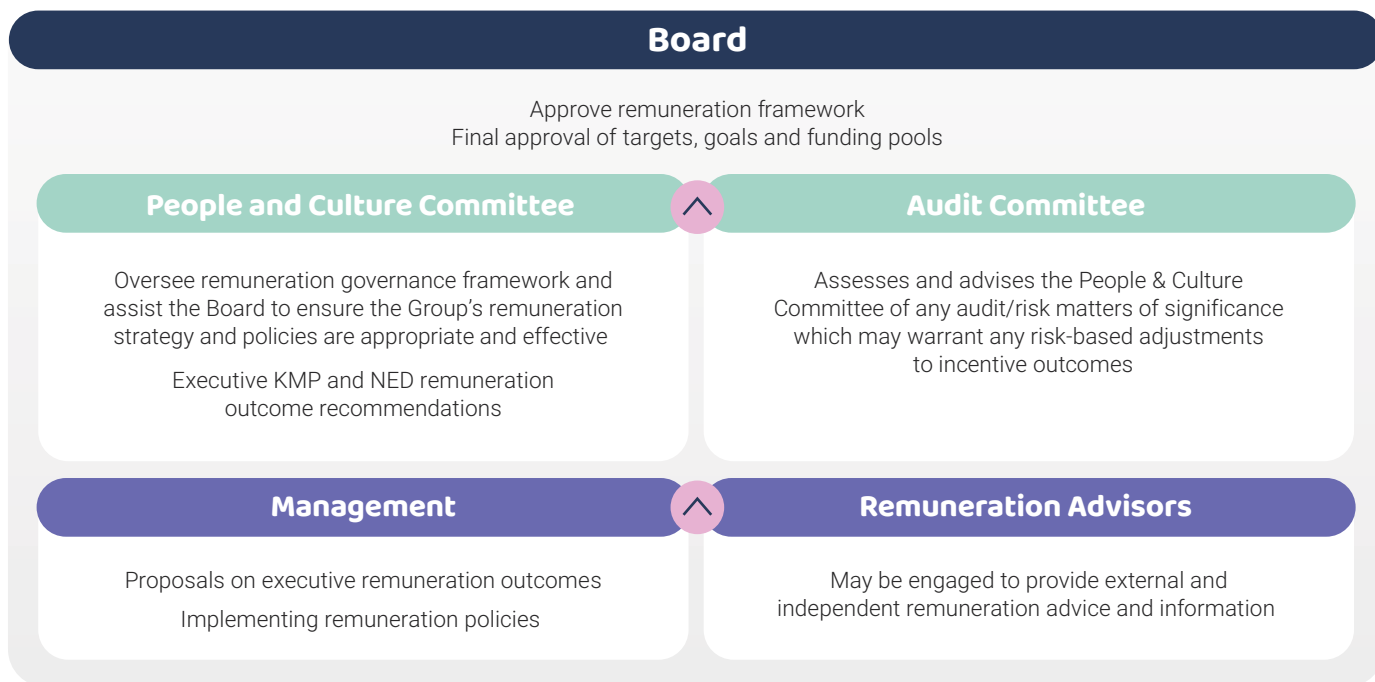 Board
Approve remuneration framework
Final approval of targets, goals and funding pools
People and Culture Committee
Oversee remuneration governance framework and
assist the Board to ensure the Group's remuneration
strategy and policies are appropriate and effective
Executive KMP and NED remuneration
outcome recommendations
Audit Committee
Assesses and advises the People & Culture
Committee of any audit/risk matters of significance
which may warrant any risk-based adjustments
to incentive outcomes
Management
Proposals on executive remuneration outcomes
Implementing remuneration policies
Remuneration Advisors
May be engaged to provide external and
independent remuneration advice and information